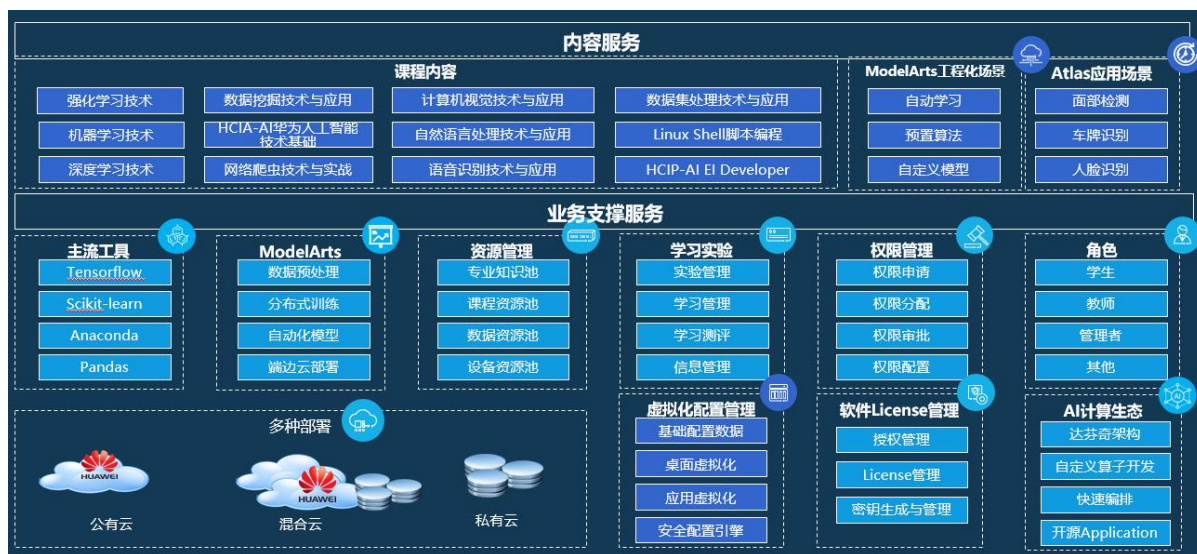 内容服务
课程内容
强化学习技术
数据挖掘技术与应用
计算机视觉技术与应用
数据集处理技术与应用
机器学习技术
HCIA-AI华为人工智能
技术基础
自然语言处理技术与应用
Linux Shell脚本编程
深度学习技术
网络爬虫技术与实战
语音识别技术与应用
HCIP-AI EI Developer
ModelArts工程化场景
自动学习
预置算法
自定义模型
Atlas应用场景
面部检测
车牌识别
人脸识别
业务支撑服务
主流工具
Tensorflow
Scikit-learn
Anaconda
Pandas
ModelArts
数据预处理
分布式训练
自动化模型
端边云部署
资源管理
专业知识池
课程资源池
数据资源池
设备资源池
学习实验
实验管理
学习管理
学习测评
信息管理
权限管理
权限申请
权限分配
权限审批
权限配置
角色
学生
教师
管理者
其他
多种部署
HUAWEI
公有云
HUAWEI
混合云
私有云
虚拟化配置管理
基础配置数据
桌面虚拟化
应用虚拟化
安全配置引擎
软件License管理
授权管理
License管理
密钥生成与管理
AI
AI计算生态
达芬奇架构
自定义算子开发
快速编排
开源Application